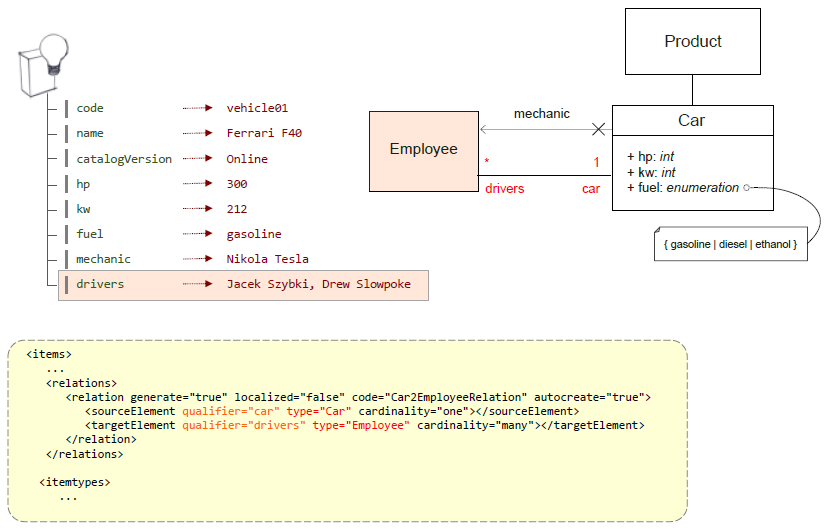 code vehicle01
name Ferrari F40
catalogVersion Online
hp 300
kw 212
fuel gasoline
mechanic Nikola Tesla
drivers Jacek Szybki, Drew Slowpoke
Product
mechanic
Employee
Car
+ hp: int
+ kw: int
+ fuel: enumeration
* 1
drivers car
{ gasoline | diesel | ethanol }
<items>
...
<relations>
<relation generate="true" localized="false" code="Car2EmployeeRelation" autocreate="true">
<sourceElement qualifier="car" type="Car" cardinality="one"></sourceElement>
<targetElement qualifier="drivers" type="Employee" cardinality="many"></targetElement>
</relation>
</relations>
<itemtypes>
...